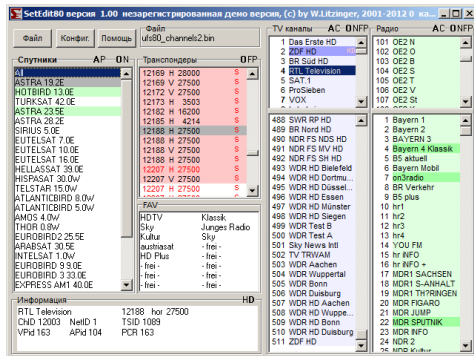 SetEdit80 версия 1.00 незарегистрированная демо версия, (c) by W.Litzinger, 2001-2012 0 ка...
Файл
Конфиг.
Помощь
Файл
ufs80_channels2.bin
Спутники AP ON
All
ASTRA 19.2E
HOTBIRD 13.0E
TURKSAT 42.0E
ASTRA 23.5E
ASTRA 28.2E
SIRIUS 5.0E
EUTELSAT 7.0E
EUTELSAT 10.0E
EUTELSAT 16.0E
HELLASSAT 39.0E
HISPASAT 30.0W
TELSTAR 15.0W
ATLANTICBIRD 8.0W
ATLANTICBIRD 5.0W
AMOS 4.0W
THOR 0.8W
EUROBIRD2 25.5E
ARABSAT 30.5E
INTELSAT 1.0W
EUROBIRD 9 9.0E
EUROBIRD 3 33.0E
EXPRESS AM1 40.0E
Транспондеры OFP
12169 H 28000 S
12169 V 27500 S
12172 V 27500 S
12173 H 3503 S
12182 H 16200 S
12185 H 4214 S
12188 H 27500 S
12188 V 27500 S
12188 H 27500 S
12207 H 27500 S
12207 V 27500 S
12207 H 27500 S
FAV
HDTV Klassik
Sky Junges Radio
Kultur Sky
austriasat - frei -
HD Plus - frei -
- frei - - frei -
- frei - - frei -
- frei - - frei -
Информация HD
RTL Television 12188 hor 27500
ChID 12003 NetID 1 TSID 1089
VPid 163 APid 104 PCR 163
TV каналы AC ONFP
1 Das Erste HD
2 ZDF HD
3 BR Süd HD
4 RTL Television
5 SAT.1
6 ProSieben
7 VOX
488 SWR RP HD
489 BR Nord HD
490 NDR FS NDS HD
491 NDR FS MV HD
492 NDR FS SH HD
493 WDR HD Bielefeld
494 WDR HD Dortmu...
495 WDR HD Düssel...
496 WDR HD Essen
497 WDR HD Münster
498 WDR HD Siegen
499 WDR Test B
500 WDR Test A
501 Sky News Intl
502 TV TRWAM
503 WDR Aachen
504 WDR Wuppertal
505 WDR Bonn
506 WDR Duisburg
507 WDR HD Aachen
508 WDR HD Wuppe...
509 WDR HD Bonn
510 WDR HD Duisburg
511 ZDF HD
Радио AC ONFP
101 OE2 N
102 OE2 O
103 OE2 B
104 OE2 S
105 OE2 T
106 OE2 V
107 OE2 St
1 Bayern 1
2 Bayern 2
3 BAYERN 3
4 Bayern 4 Klassik
5 B5 aktuell
6 Bayern Mobil
7 on3radio
8 BR Verkehr
9 B5 plus
10 hr1
11 hr2
12 hr3
13 hr4
14 YOU FM
15 hr iNFO
16 hr iNFO +
17 MDR1 SACHSEN
18 MDR1 S-ANHALT
19 MDR1 TH?RINGEN
20 MDR FIGARO
21 MDR JUMP
22 MDR SPUTNIK
23 MDR INFO
24 NDR 2
25 NDR Kultur